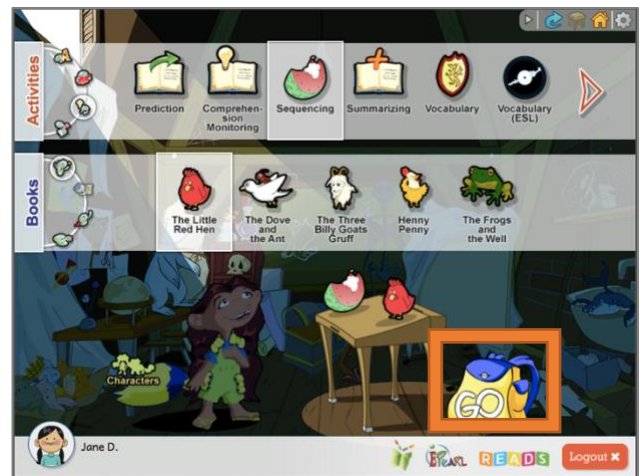 Activities
Prediction
Comprehen-
sion
Monitoring
Sequencing
Summarizing
Vocabulary
Vocabulary
(ESL)
Books
The Little
Red Hen
The Dove
and
the Ant
The Three
Billy Goats
Gruff
Henny
Penny
The Frogs
and
the Well
Characters
GO
Jane D.
EPEARL
READS
Logout ×